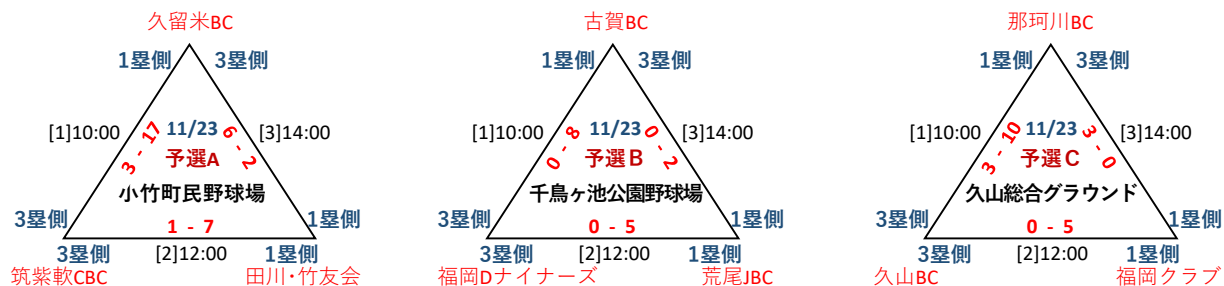 久留米BC
1塁側 3塁側
[1]10:00 3 - 17 11/23 6 - 2 [3]14:00
予選A
小竹町民野球場
3塁側 1 - 7 1塁側
3塁側 [2]12:00 1塁側
筑紫軟CBC 田川・竹友会
古賀BC
1塁側 3塁側
[1]10:00 0 - 8 11/23 0 - 2 [3]14:00
予選B
千鳥ヶ池公園野球場
3塁側 0 - 5 1塁側
3塁側 [2]12:00 1塁側
福岡Dナイナーズ 荒尾JBC
那珂川BC
1塁側 3塁側
[1]10:00 3 - 10 11/23 3 - 0 [3]14:00
予選C
久山総合グラウンド
3塁側 0 - 5 1塁側
3塁側 [2]12:00 1塁側
久山BC 福岡クラブ